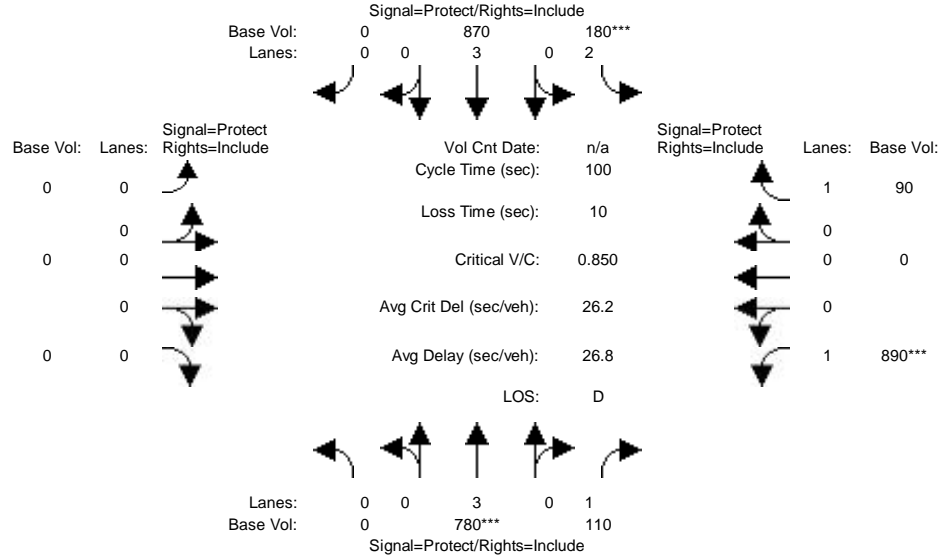 Signal=Protect/Rights=Include
Base Vol: 0 870 180***
Lanes: 0 0 3 0 2
Signal=Protect
Base Vol: Lanes: Rights=Include
Vol Cnt Date: n/a
Signal=Protect
Rights=Include Lanes: Base Vol:
Cycle Time (sec): 100
0 0
1 90
Loss Time (sec): 10
0
0
0 0
Critical V/C: 0.850
0 0
0
Avg Crit Del (sec/veh): 26.2
0
0 0
Avg Delay (sec/veh): 26.8
1 890***
LOS: D
Lanes: 0 0 3 0 1
Base Vol: 0 780*** 110
Signal=Protect/Rights=Include